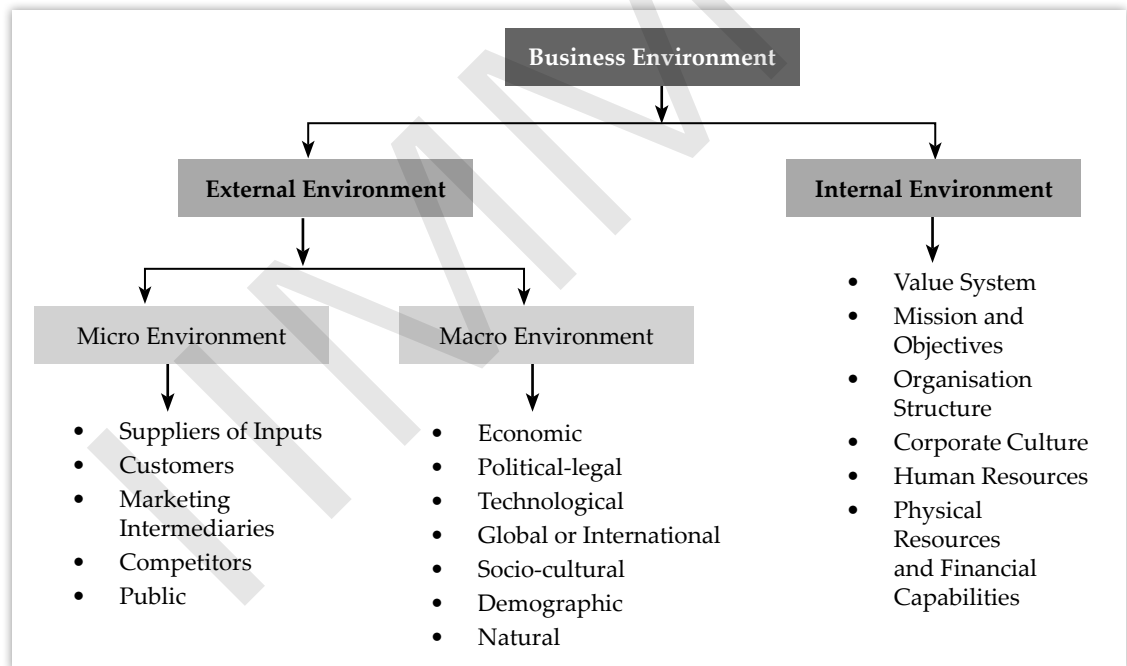 Business Environment
External Environment
Internal Environment
Micro Environment
Macro Environment
• Suppliers of Inputs
• Customers
• Marketing
Intermediaries
• Competitors
• Public
• Economic
• Political-legal
• Technological
• Global or International
• Socio-cultural
• Demographic
• Natural
• Value System
• Mission and
Objectives
• Organisation
Structure
• Corporate Culture
• Human Resources
• Physical
Resources
and Financial
Capabilities
IIMM